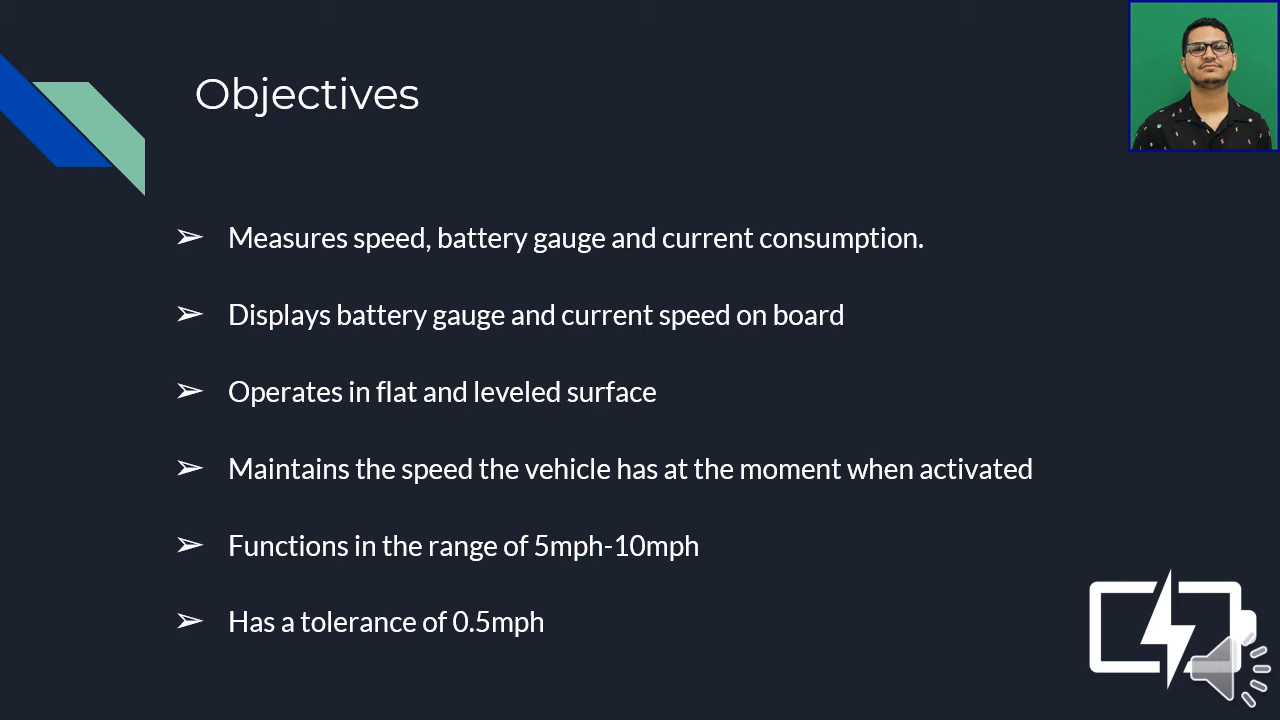 Objectives
➢ Measures speed, battery gauge and current consumption.
➢ Displays battery gauge and current speed on board
➢ Operates in flat and leveled surface
➢ Maintains the speed the vehicle has at the moment when activated
➢ Functions in the range of 5mph-10mph
➢ Has a tolerance of 0.5mph